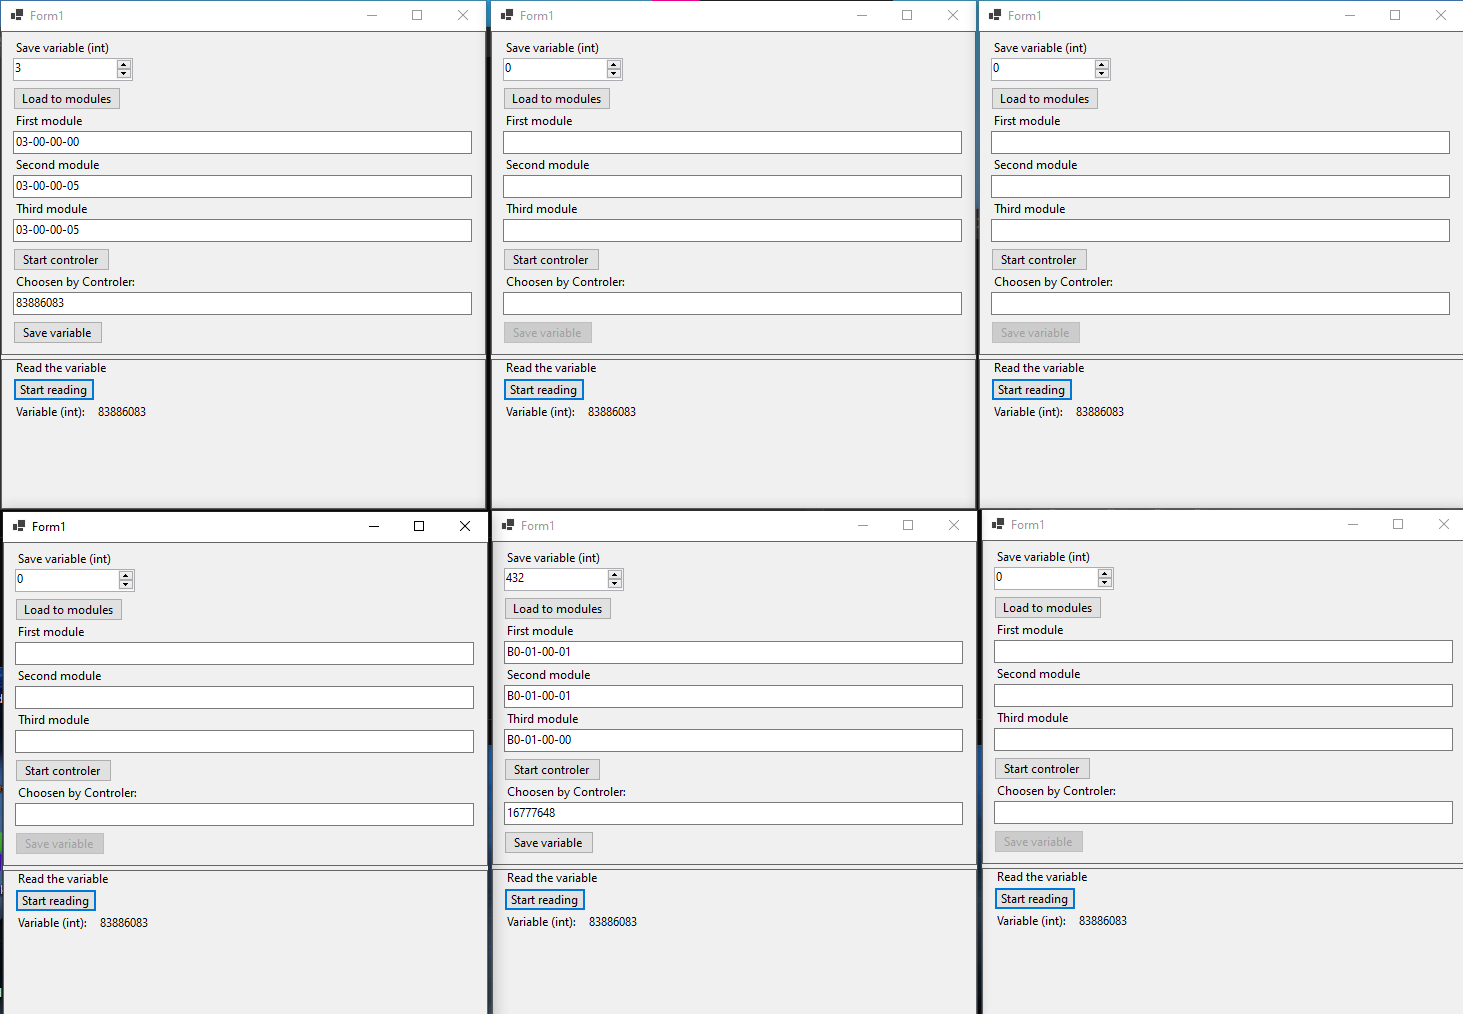 Form1
Save variable (int)
3
Load to modules
First module
03-00-00-00
Second module
03-00-00-05
Third module
03-00-00-05
Start controler
Choosen by Controler:
83886083
Save variable
Read the variable
Start reading
Variable (int): 83886083
Form1
Save variable (int)
0
Load to modules
First module
Second module
Third module
Start controler
Choosen by Controler:
Save variable
Read the variable
Start reading
Variable (int): 83886083
Form1
Save variable (int)
0
Load to modules
First module
Second module
Third module
Start controler
Choosen by Controler:
Save variable
Read the variable
Start reading
Variable (int): 83886083
Form1
Save variable (int)
0
Load to modules
First module
Second module
Third module
Start controler
Choosen by Controler:
Save variable
Read the variable
Start reading
Variable (int): 83886083
Form1
Save variable (int)
432
Load to modules
First module
B0-01-00-01
Second module
B0-01-00-01
Third module
B0-01-00-00
Start controler
Choosen by Controler:
16777648
Save variable
Read the variable
Start reading
Variable (int): 83886083
Form1
Save variable (int)
0
Load to modules
First module
Second module
Third module
Start controler
Choosen by Controler:
Save variable
Read the variable
Start reading
Variable (int): 83886083